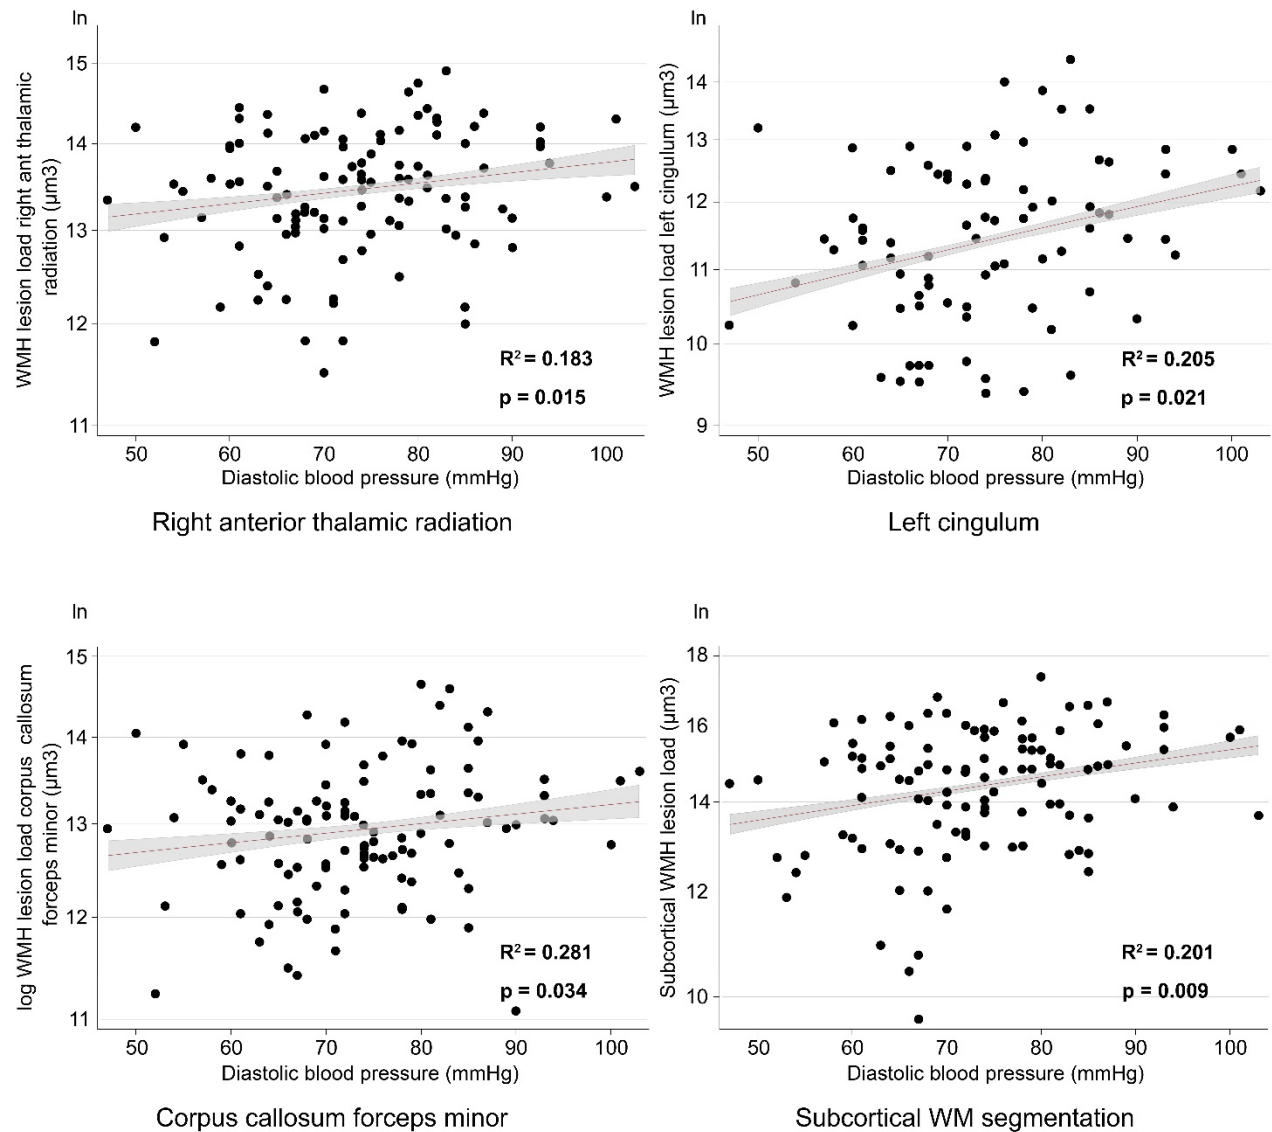 ln
WMH lesion load right ant thalamic
radiation (µm3)
15
14
13
12
11
R² = 0.183
p = 0.015
50 60 70 80 90 100
Diastolic blood pressure (mmHg)
Right anterior thalamic radiation
ln
WMH lesion load left cingulum (µm3)
14
13
12
11
10
9
R² = 0.205
p = 0.021
50 60 70 80 90 100
Diastolic blood pressure (mmHg)
Left cingulum
ln
log WMH lesion load corpus callosum
forceps minor (µm3)
15
14
13
12
11
R² = 0.281
p = 0.034
50 60 70 80 90 100
Diastolic blood pressure (mmHg)
Corpus callosum forceps minor
ln
Subcortical WMH lesion load (µm3)
18
16
14
12
10
R² = 0.201
p = 0.009
50 60 70 80 90 100
Diastolic blood pressure (mmHg)
Subcortical WM segmentation